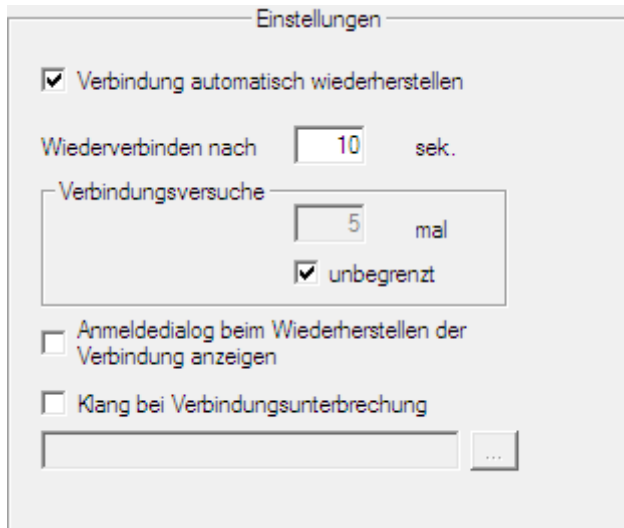 Einstellungen
Verbindung automatisch wiederherstellen
Wiederverbinden nach 10 sek.
Verbindungsversuche
5 mal
unbegrenzt
Anmeldedialog beim Wiederherstellen der
Verbindung anzeigen
Klang bei Verbindungsunterbrechung
...